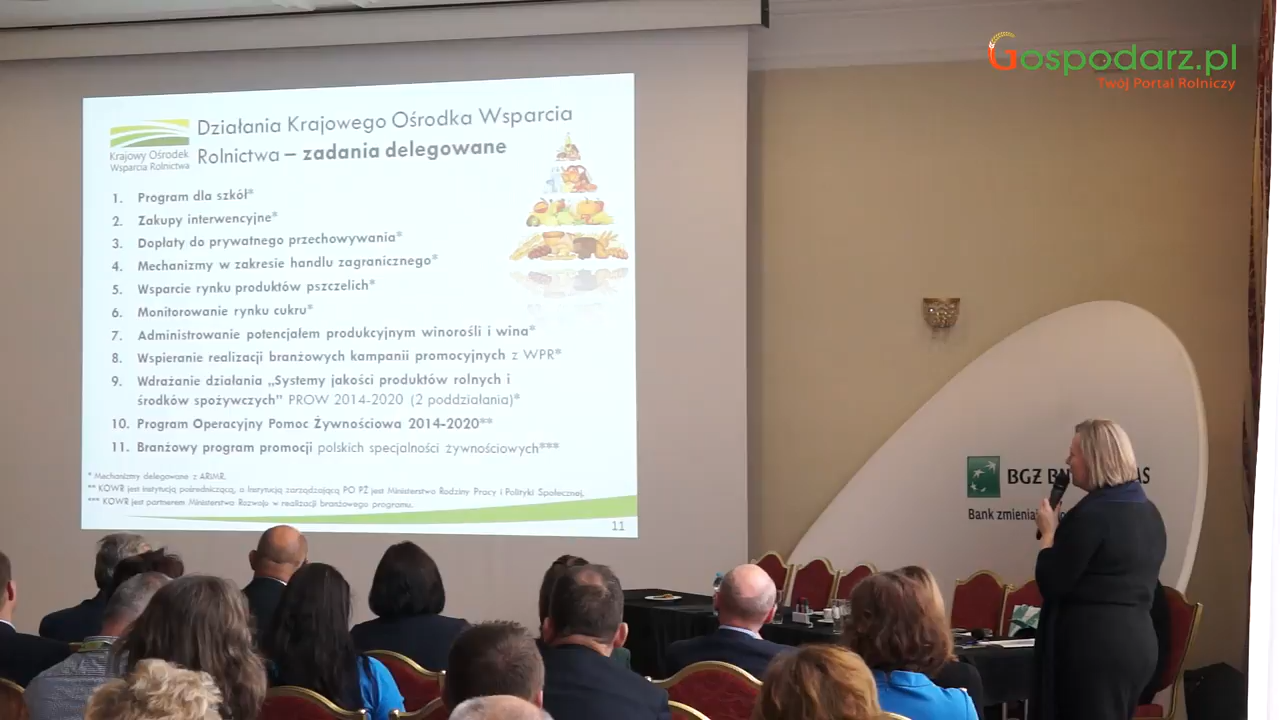 Gospodarz.pl
Twój Portal Rolniczy
Działania Krajowego Ośrodka Wsparcia
Rolnictwa – zadania delegowane
Krajowy Ośrodek
Wsparcia Rolnictwa
1. Program dla szkół*
2. Zakupy interwencyjne*
3. Dopłaty do prywatnego przechowywania*
4. Mechanizmy w zakresie handlu zagranicznego*
5. Wsparcie rynku produktów pszczelich*
6. Monitorowanie rynku cukru*
7. Administrowanie potencjałem produkcyjnym winorośli i wina*
8. Wspieranie realizacji branżowych kampanii promocyjnych z WPR*
9. Wdrażanie działania „Systemy jakości produktów rolnych i
środków spożywczych” PROW 2014-2020 (2 poddziałania)*
10. Program Operacyjny Pomoc Żywnościowa 2014-2020**
11. Branżowy program promocji polskich specjalności żywnościowych***
* Mechanizmy delegowane z ARiMR.
** KOWR jest instytucją pośredniczącą, a instytucją zarządzającą PO PŻ jest Ministerstwo Rodziny Pracy i Polityki Społecznej.
*** KOWR jest partnerem Ministerstwa Rozwoju w realizacji branżowego programu.
11
BGŻ BN AS
Bank zmienia